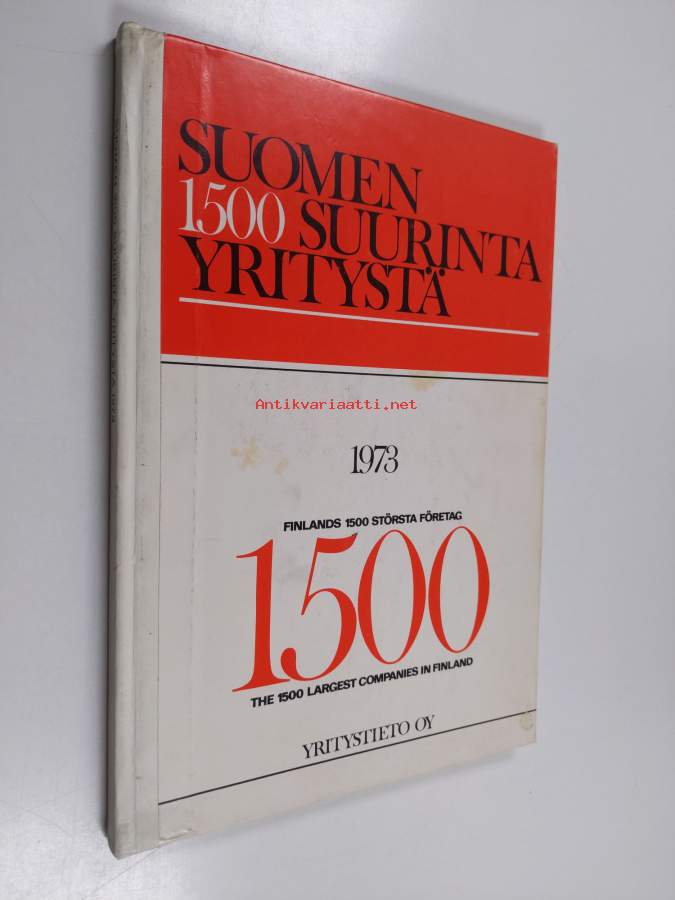 SUOMEN
1500 SUURINTA
YRITYSTÄ
Antikvariaatti.net
1973
FINLANDS 1500 STÖRSTA FÖRETAG
1500
THE 1500 LARGEST COMPANIES IN FINLAND
YRITYSTIETO OY